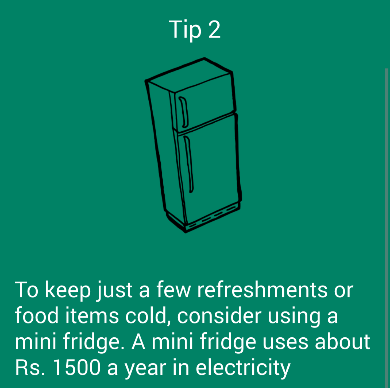 Tip 2
To keep just a few refreshments or
food items cold, consider using a
mini fridge. A mini fridge uses about
Rs. 1500 a year in electricity